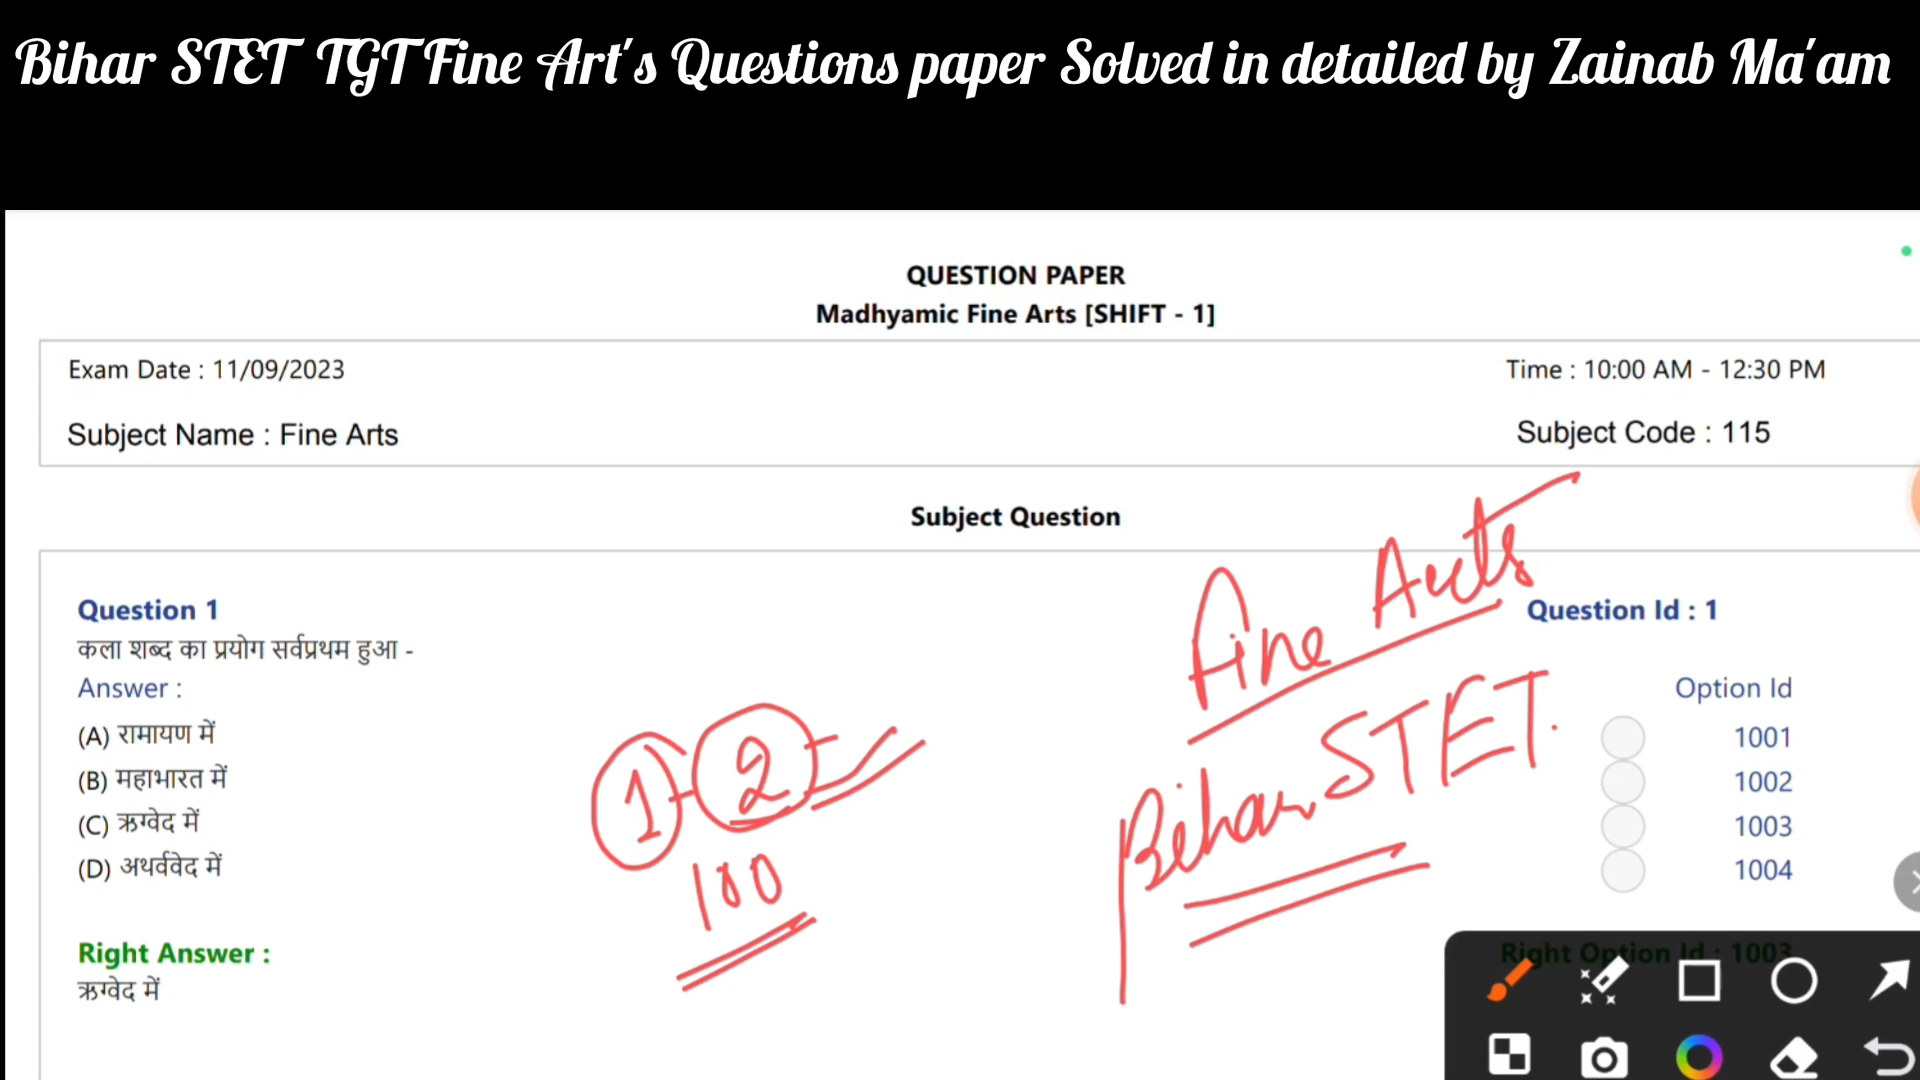 Bihar STET TGT Fine Art's Questions paper Solved in detailed by Zainab Ma'am
QUESTION PAPER
Madhyamic Fine Arts [SHIFT - 1]
Exam Date : 11/09/2023
Time : 10:00 AM - 12:30 PM
Subject Name : Fine Arts
Subject Code : 115
Subject Question
Fine Arts
Bihar STET.
1 - 2
100
Question 1
Question Id : 1
कला शब्द का प्रयोग सर्वप्रथम हुआ -
Answer :
Option Id
(A) रामायण में
1001
(B) महाभारत में
1002
(C) ऋग्वेद में
1003
(D) अथर्ववेद में
1004
Right Answer :
Right Option Id : 1003
ऋग्वेद में